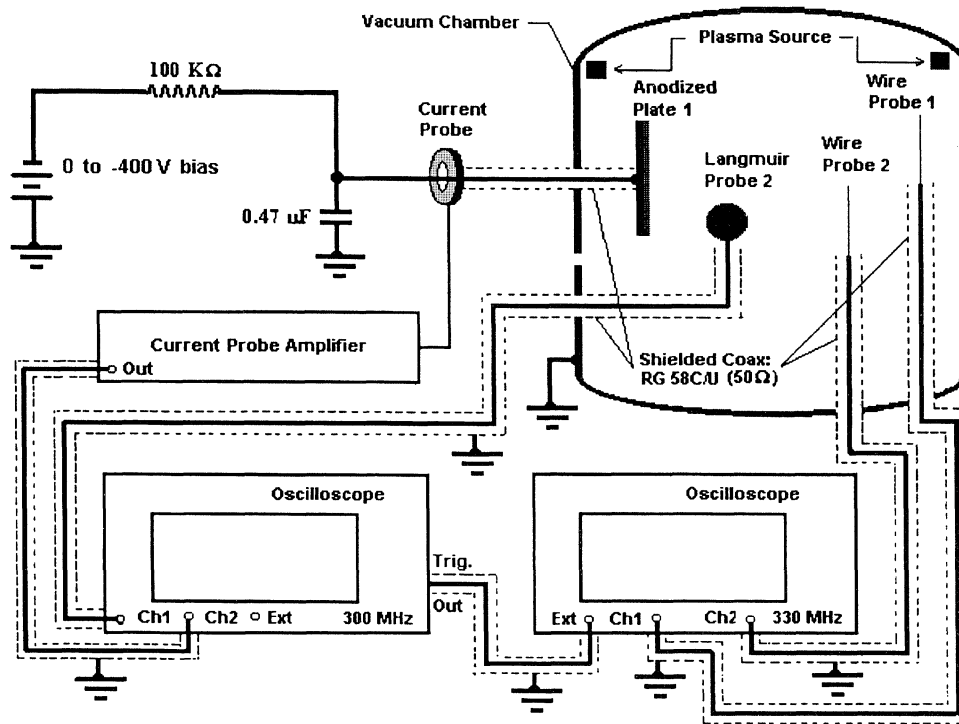 Vacuum Chamber
Plasma Source
100 KΩ
Current
Probe
Anodized
Plate 1
Wire
Probe 1
Langmuir
Probe 2
Wire
Probe 2
0 to -400 V bias
0.47 uF
Current Probe Amplifier
Out
Shielded Coax:
RG 58C/U (50Ω)
Oscilloscope
Oscilloscope
Trig.
Out
Ch1
Ch2
Ext
300 MHz
Ext
Ch1
Ch2
330 MHz